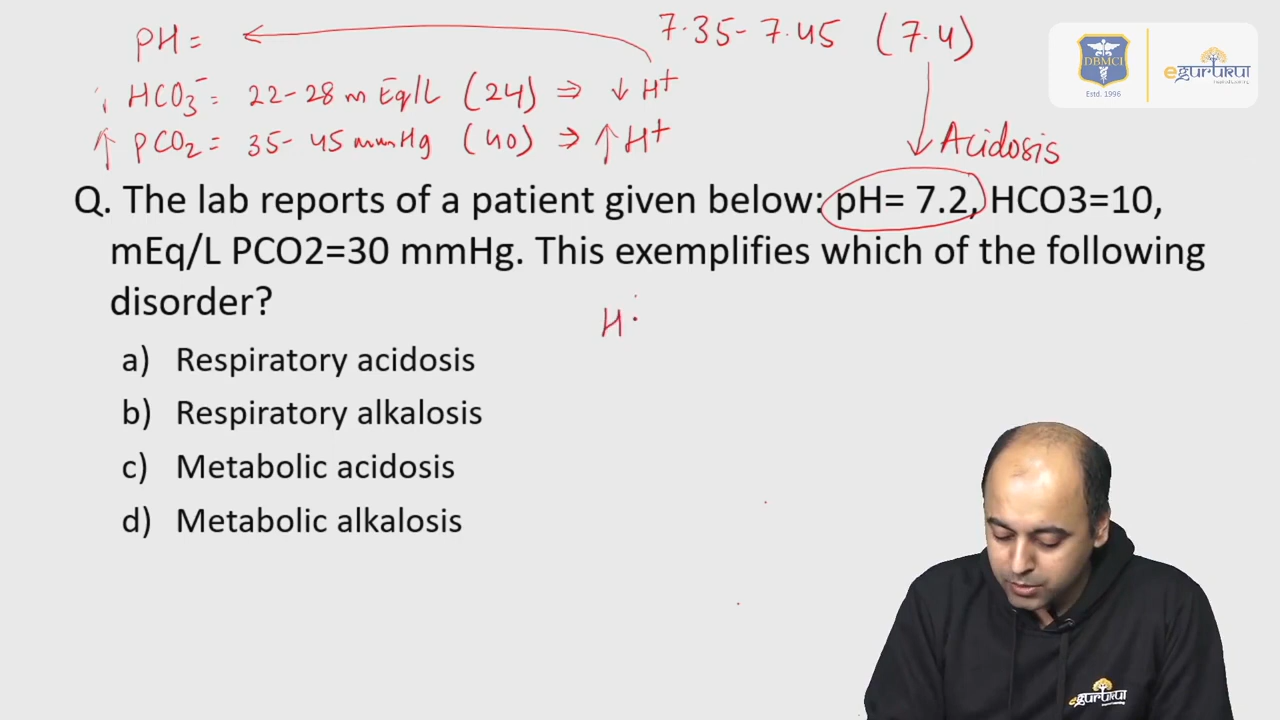 PH = 7.35-7.45 (7.4)
HCO3⁻= 22-28 m Eq/L (24) ⇒ ↓ H+
↑ PCO2 = 35- 45 mmHg (40) ⇒ ↑ H+
Acidosis
DBMCI
Estd. 1996
eGurukul
Q. The lab reports of a patient given below: pH= 7.2, HCO3=10,
mEq/L PCO2=30 mmHg. This exemplifies which of the following
disorder?
H
a) Respiratory acidosis
b) Respiratory alkalosis
c) Metabolic acidosis
d) Metabolic alkalosis
eGurukul